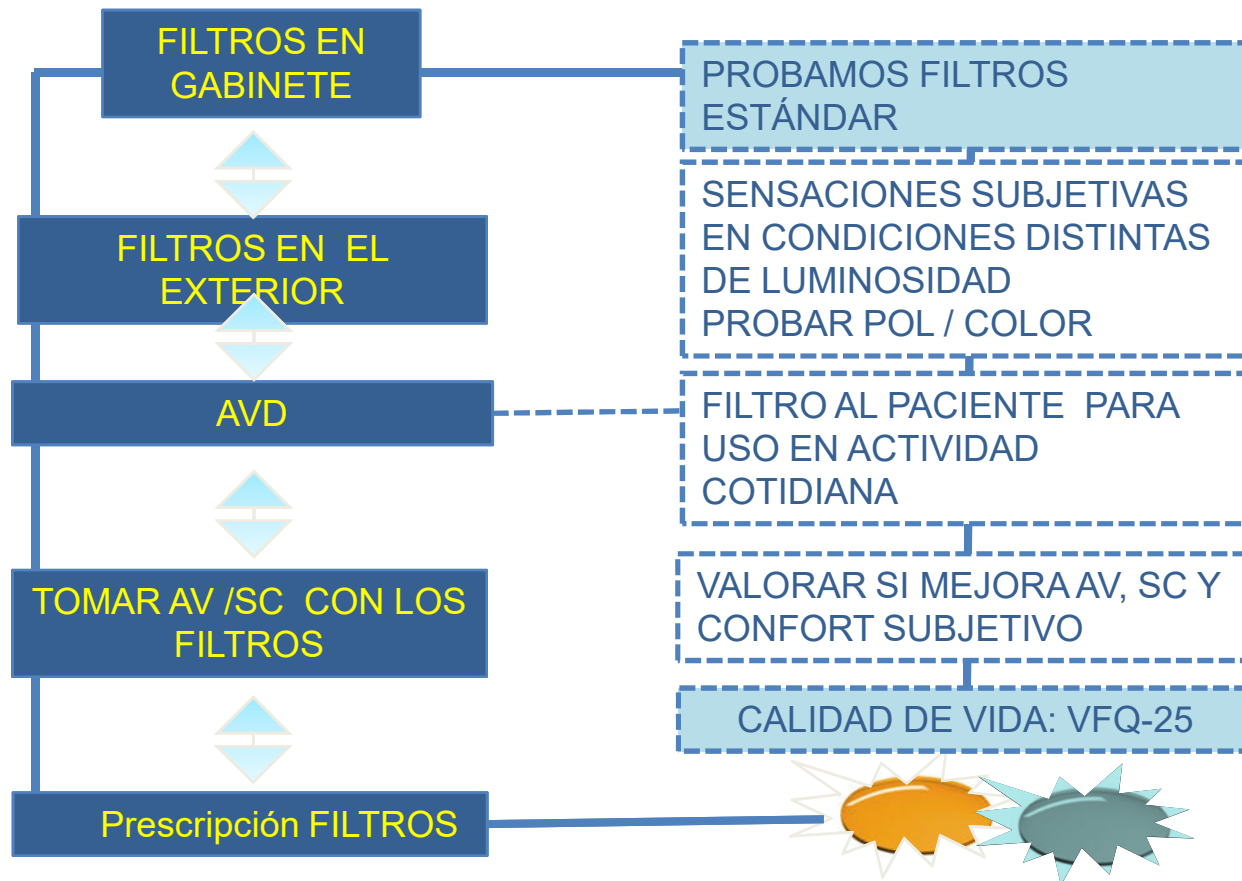 FILTROS EN
GABINETE
PROBAMOS FILTROS
ESTÁNDAR
SENSACIONES SUBJETIVAS
EN CONDICIONES DISTINTAS
DE LUMINOSIDAD
PROBAR POL / COLOR
FILTROS EN EL
EXTERIOR
AVD
FILTRO AL PACIENTE PARA
USO EN ACTIVIDAD
COTIDIANA
TOMAR AV /SC CON LOS
FILTROS
VALORAR SI MEJORA AV, SC Y
CONFORT SUBJETIVO
CALIDAD DE VIDA: VFQ-25
Prescripción FILTROS